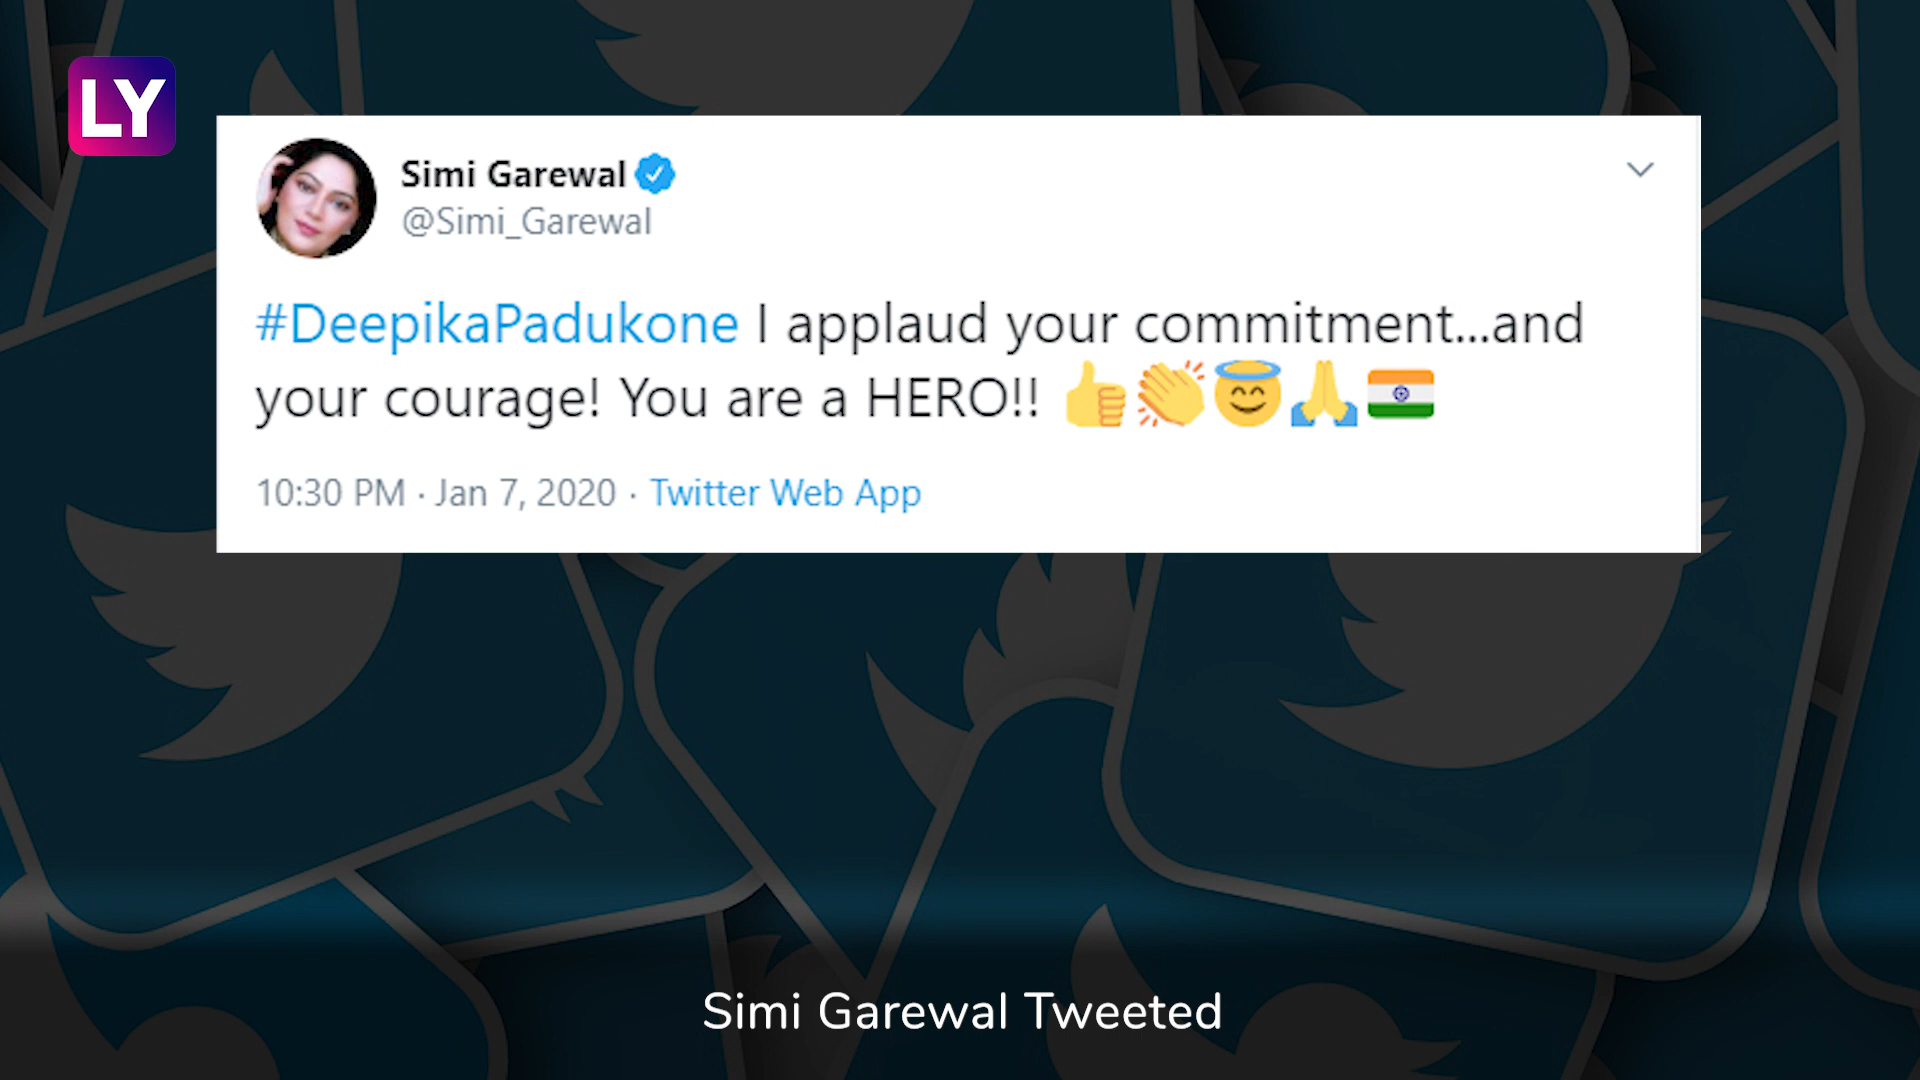 LY
Simi Garewal
@Simi_Garewal
#DeepikaPadukone I applaud your commitment...and
your courage! You are a HERO!! 👍👏😇🙏🇮🇳
10:30 PM · Jan 7, 2020 · Twitter Web App
Simi Garewal Tweeted